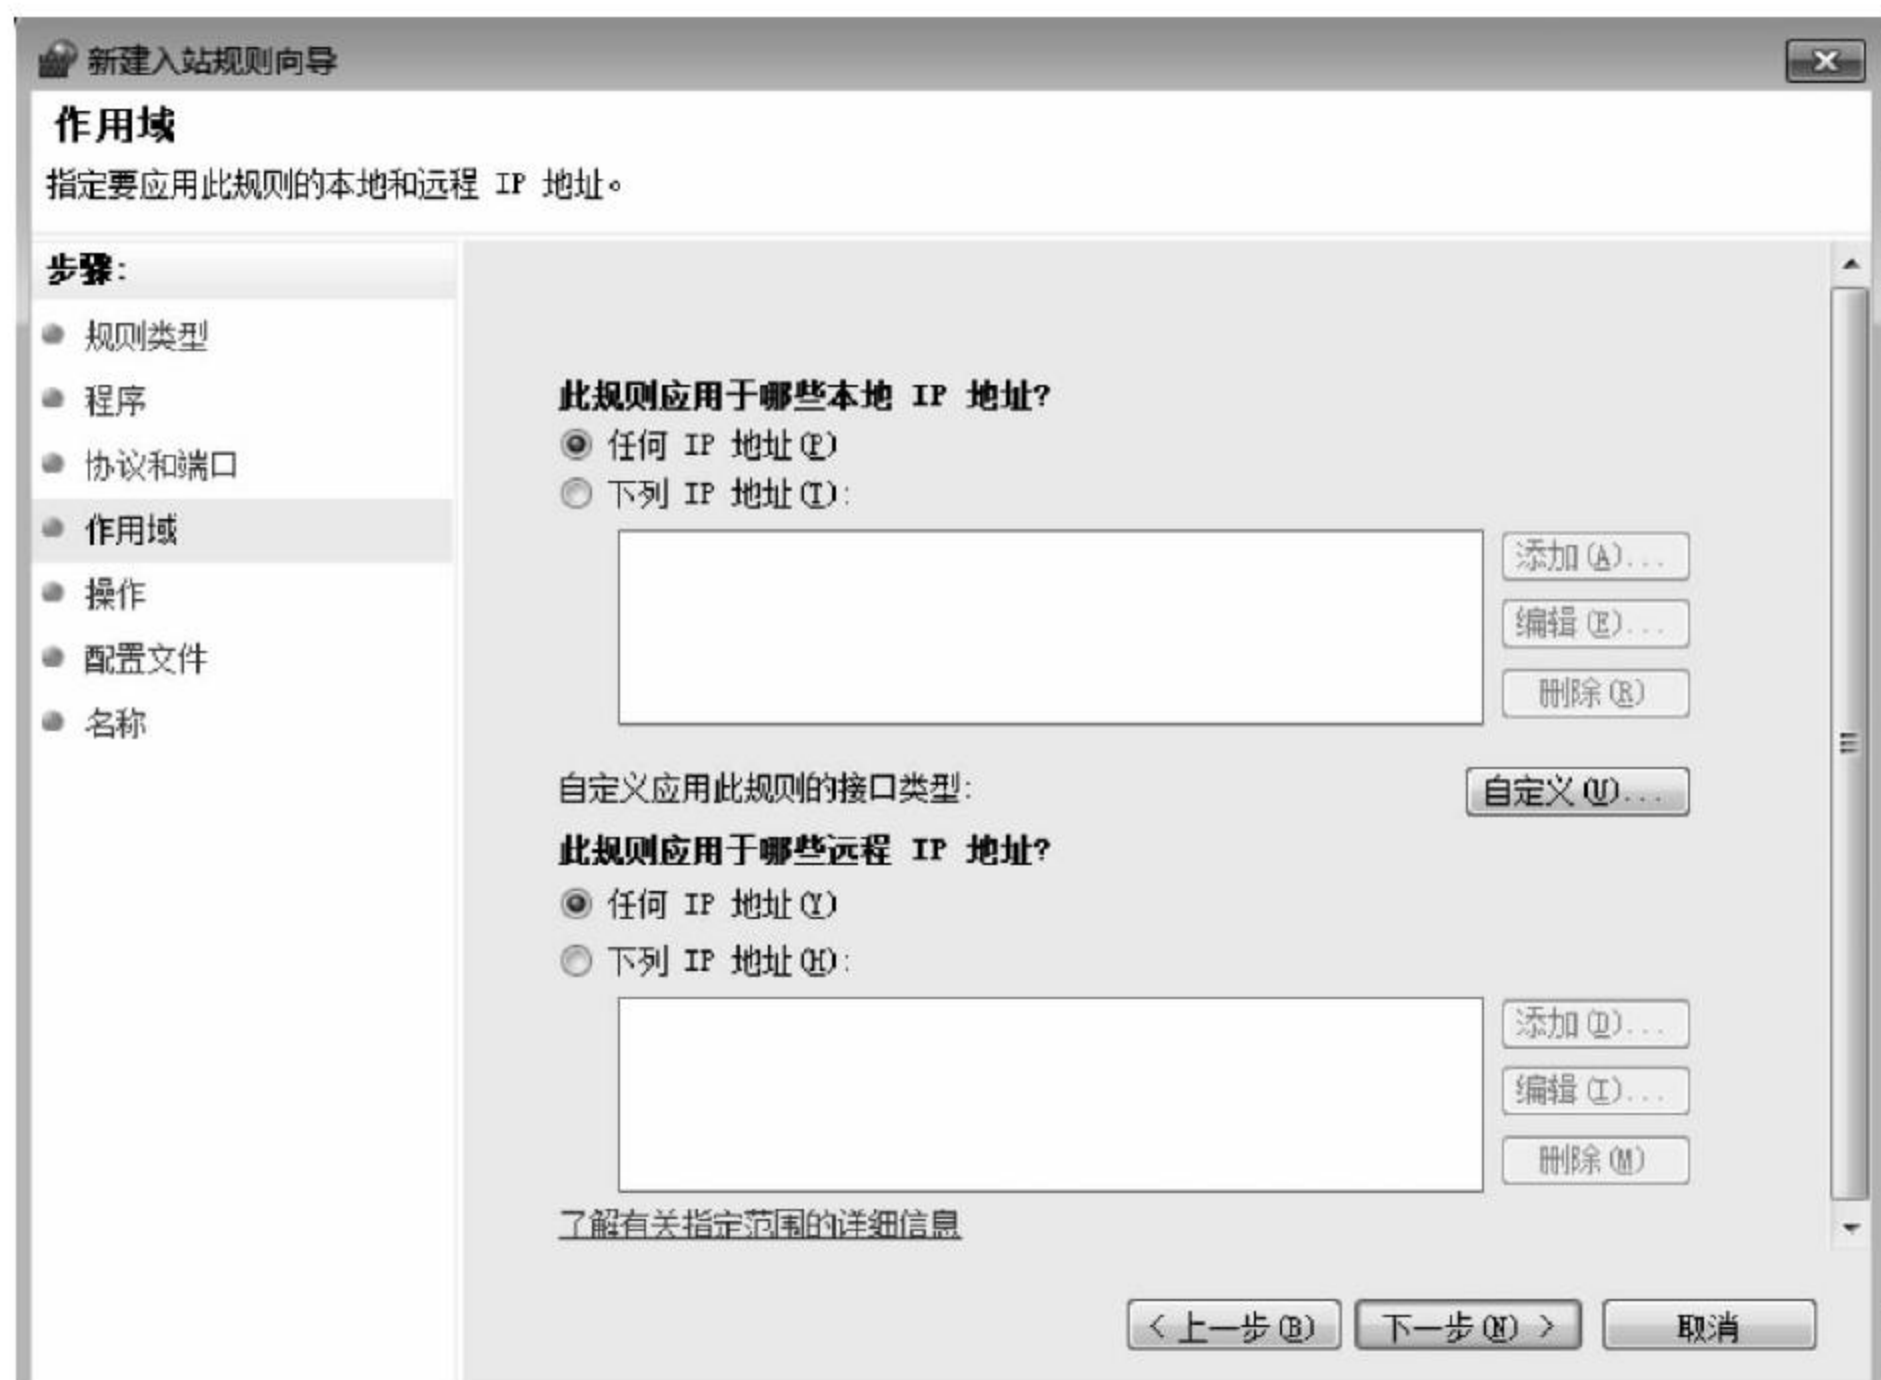 新建入站规则向导
作用域
指定要应用此规则的本地和远程 IP 地址。
步骤:
规则类型
程序
协议和端口
作用域
操作
配置文件
名称
此规则应用于哪些本地 IP 地址?
任何 IP 地址(P)
下列 IP 地址(T):
添加(A)...
编辑(E)...
删除(R)
自定义应用此规则的接口类型:
自定义(U)...
此规则应用于哪些远程 IP 地址?
任何 IP 地址(Y)
下列 IP 地址(H):
添加(D)...
编辑(I)...
删除(M)
了解有关指定范围的详细信息
< 上一步(B)
下一步(N) >
取消